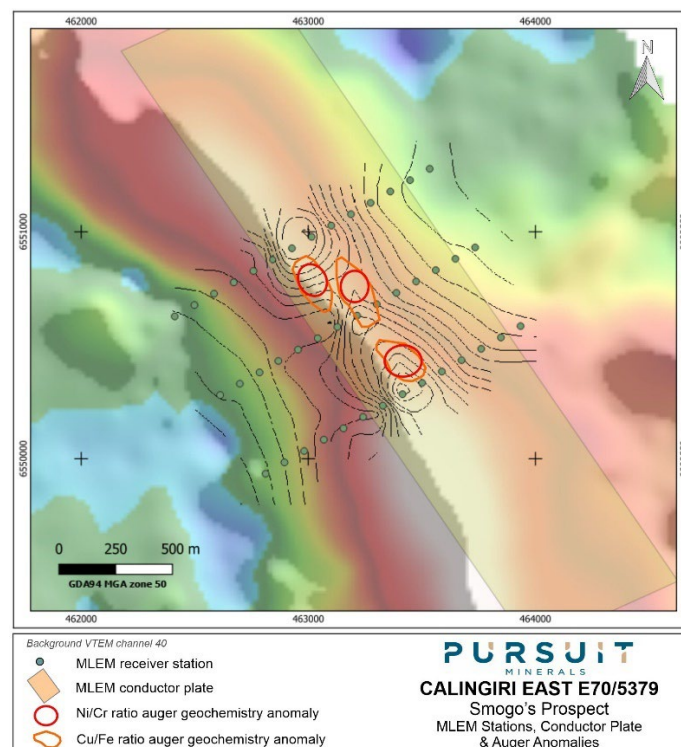 462000 463000 464000
N
6551000
6550000
0 250 500 m
GDA94 MGA zone 50
462000 463000 464000
Background VTEM channel 40
MLEM receiver station
MLEM conductor plate
Ni/Cr ratio auger geochemistry anomaly
Cu/Fe ratio auger geochemistry anomaly
PURSUIT
MINERALS
CALINGIRI EAST E70/5379
Smogo's Prospect
MLEM Stations, Conductor Plate
& Auger Anomalies